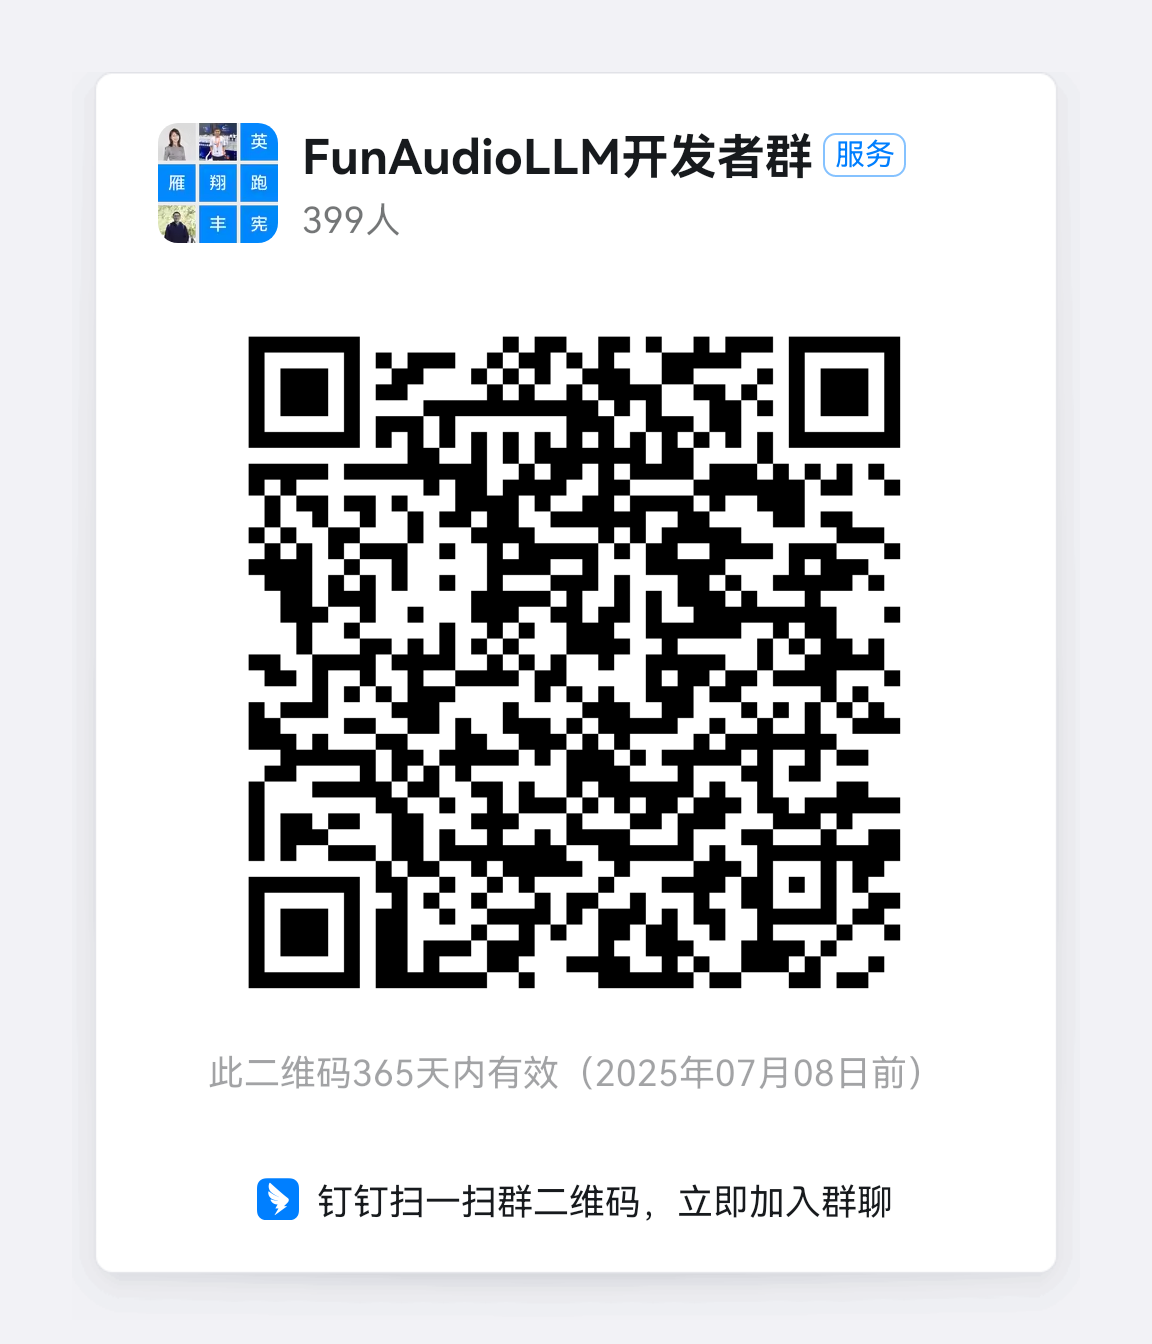 英
雁 翔 跑
丰 宪
FunAudioLLM开发者群 服务
399人
此二维码365天内有效（2025年07月08日前）
钉钉扫一扫群二维码，立即加入群聊